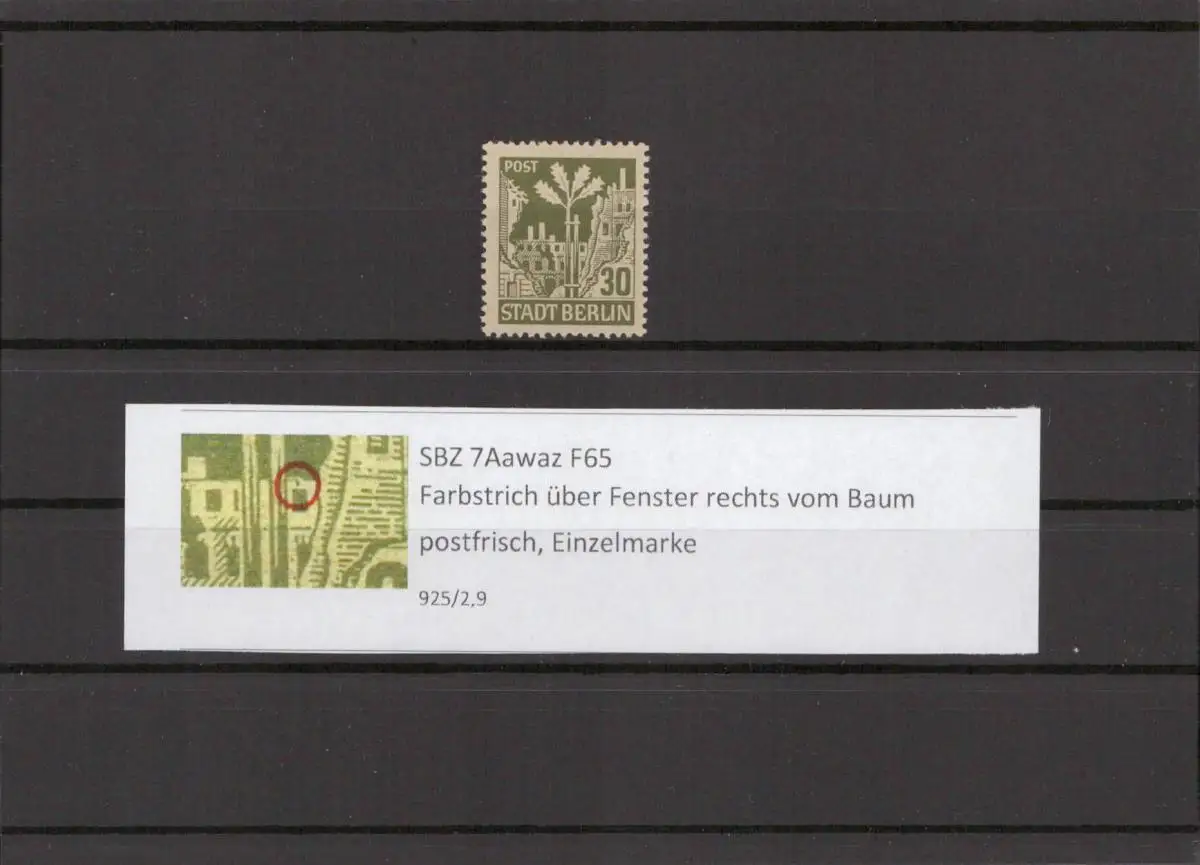 POST
30
STADT BERLIN
SBZ 7Aawaz F65
Farbstrich über Fenster rechts vom Baum
postfrisch, Einzelmarke
925/2,9